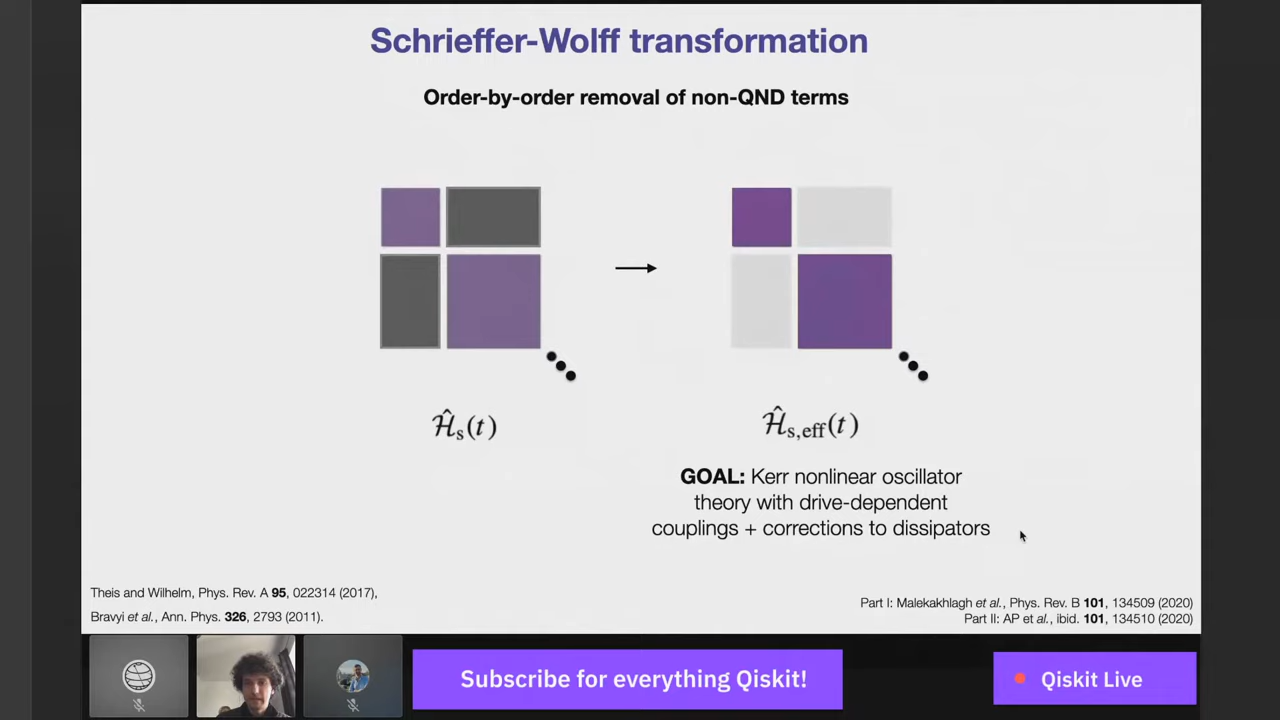 Schrieffer-Wolff transformation
Order-by-order removal of non-QND terms
Ĥs(t)
Ĥs,eff(t)
GOAL: Kerr nonlinear oscillator
theory with drive-dependent
couplings + corrections to dissipators
Theis and Wilhelm, Phys. Rev. A 95, 022314 (2017),
Bravyi et al., Ann. Phys. 326, 2793 (2011).
Part I: Malekakhlagh et al., Phys. Rev. B 101, 134509 (2020)
Part II: AP et al., ibid. 101, 134510 (2020)
Subscribe for everything Qiskit!
Qiskit Live